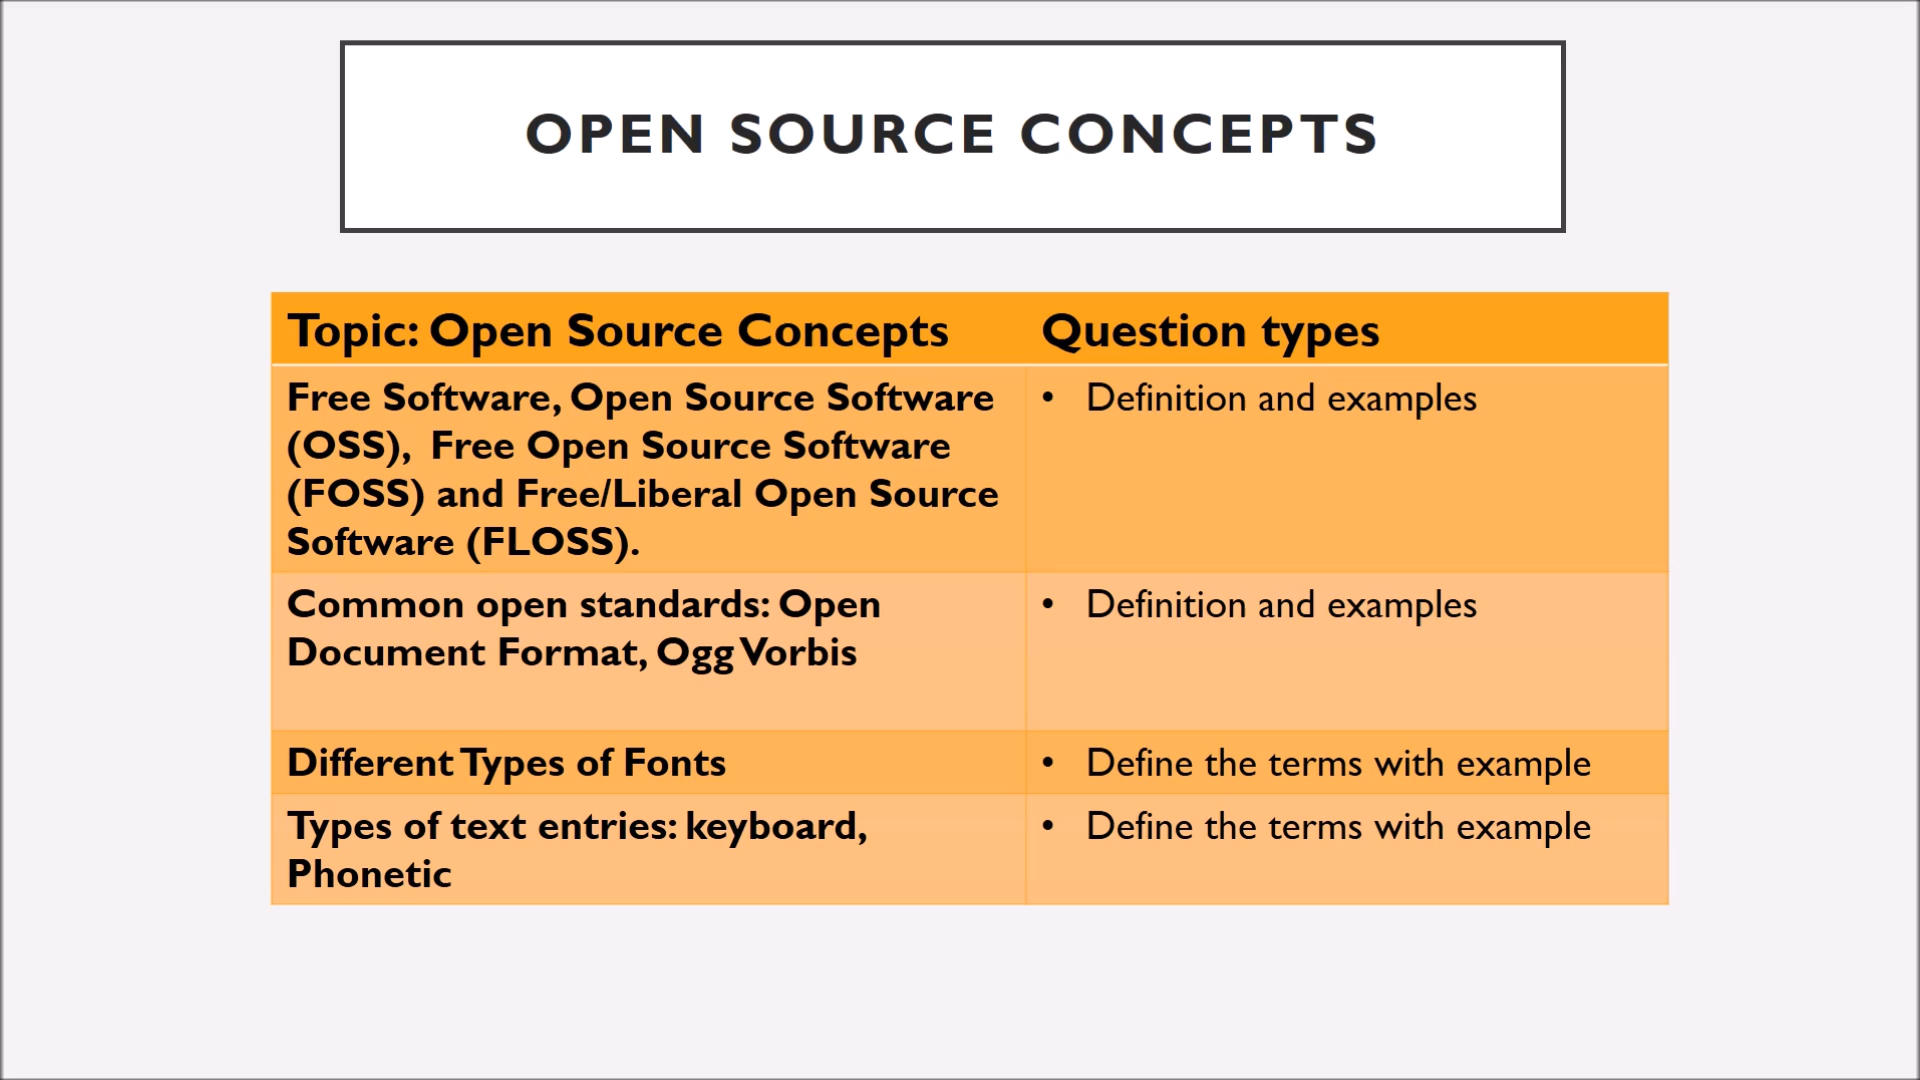 OPEN SOURCE CONCEPTS
Topic: Open Source Concepts
Question types
Free Software, Open Source Software
(OSS),  Free Open Source Software
(FOSS) and Free/Liberal Open Source
Software (FLOSS).
• Definition and examples
Common open standards: Open
Document Format, Ogg Vorbis
• Definition and examples
Different Types of Fonts
• Define the terms with example
Types of text entries: keyboard,
Phonetic
• Define the terms with example